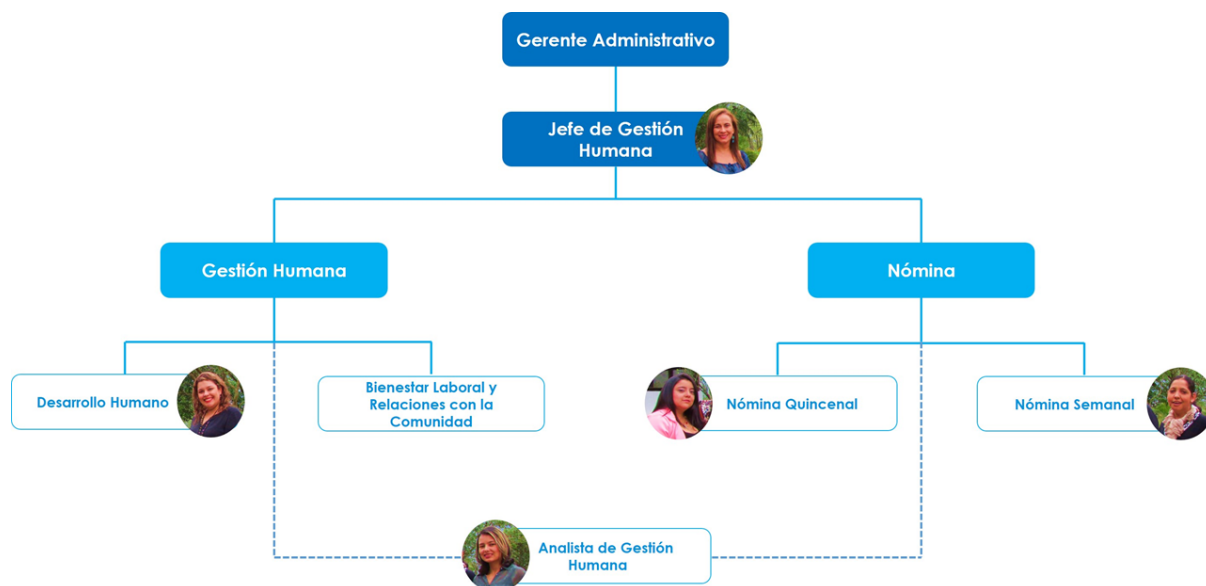 Gerente Administrativo
Jefe de Gestión
Humana
Gestión Humana
Nómina
Desarrollo Humano
Bienestar Laboral y
Relaciones con la
Comunidad
Nómina Quincenal
Nómina Semanal
Analista de Gestión
Humana